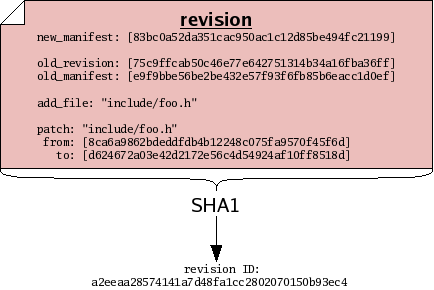 revision
new_manifest: [83bc0a52da351cac950ac1c12d85be494fc21199]
old_revision: [75c9ffcab50c46e77e642751314b34a16fba36ff]
old_manifest: [e9f9bbe56be2be432e57f93f6fb85b6eacc1d0ef]
add_file: "include/foo.h"
patch: "include/foo.h"
from: [8ca6a9862bdeddfdb4b12248c075fa9570f45f6d]
to: [d624672a03e42d2172e56c4d54924af10ff8518d]
SHA1
revision ID:
a2eeaa28574141a7d48fa1cc2802070150b93ec4